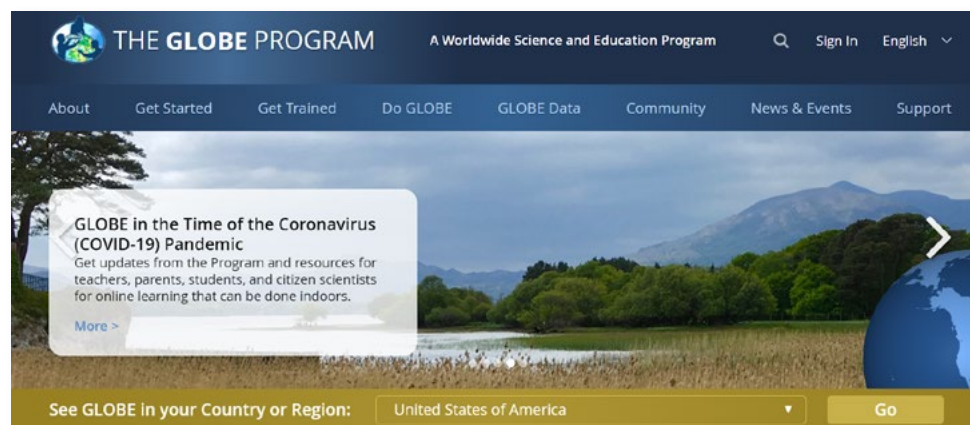 THE GLOBE PROGRAM
A Worldwide Science and Education Program
Sign In
English
About
Get Started
Get Trained
Do GLOBE
GLOBE Data
Community
News & Events
Support
GLOBE in the Time of the Coronavirus
(COVID-19) Pandemic
Get updates from the Program and resources for
teachers, parents, students, and citizen scientists
for online learning that can be done indoors.
More >
See GLOBE in your Country or Region:
United States of America
Go